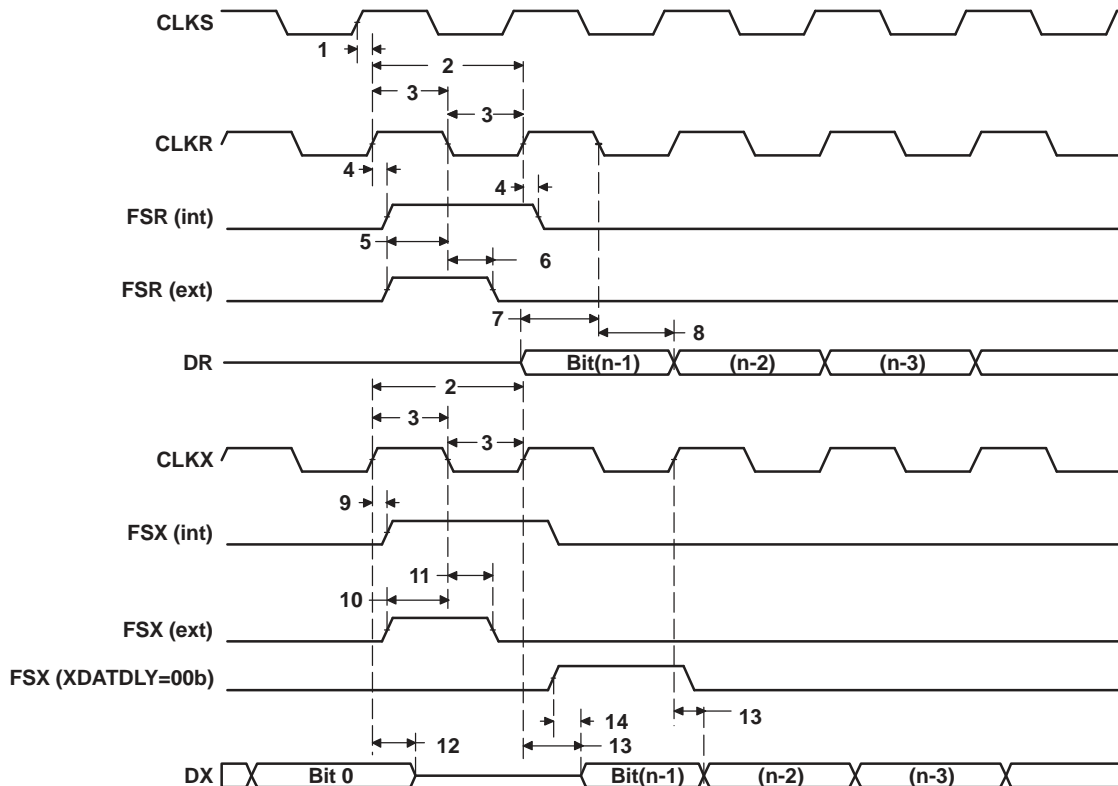 CLKS
1
2
3
3
CLKR
4
4
FSR (int)
5
6
FSR (ext)
7
8
DR
Bit(n-1)
(n-2)
(n-3)
2
3
3
CLKX
9
FSX (int)
11
10
FSX (ext)
FSX (XDATDLY=00b)
14
13
12
13
DX
Bit 0
Bit(n-1)
(n-2)
(n-3)